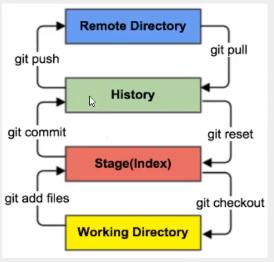 Remote Directory
git push
git pull
History
git commit
git reset
Stage(Index)
git add files
git checkout
Working Directory